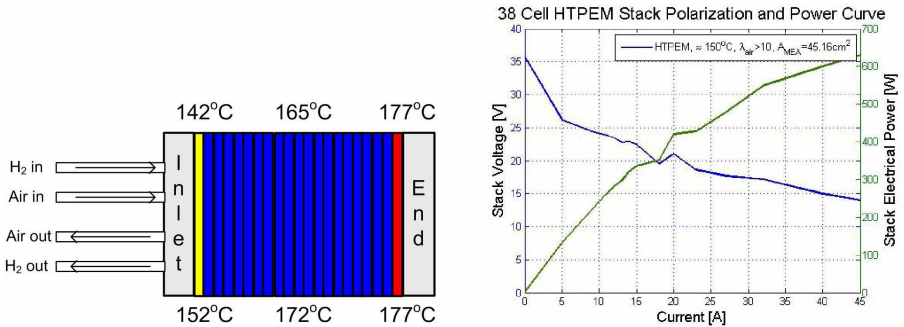 142°C 165°C 177°C
H₂ in
Air in
Air out
H₂ out
Inlet
End
152°C 172°C 177°C
38 Cell HTPEM Stack Polarization and Power Curve
HTPEM, ≈ 150°C, λair>10, AMEA=45.16cm²
Stack Voltage [V]
40
35
30
25
20
15
10
5
0
700
600
500
400
300
200
100
0
Stack Electrical Power [W]
0 5 10 15 20 25 30 35 40 45
Current [A]